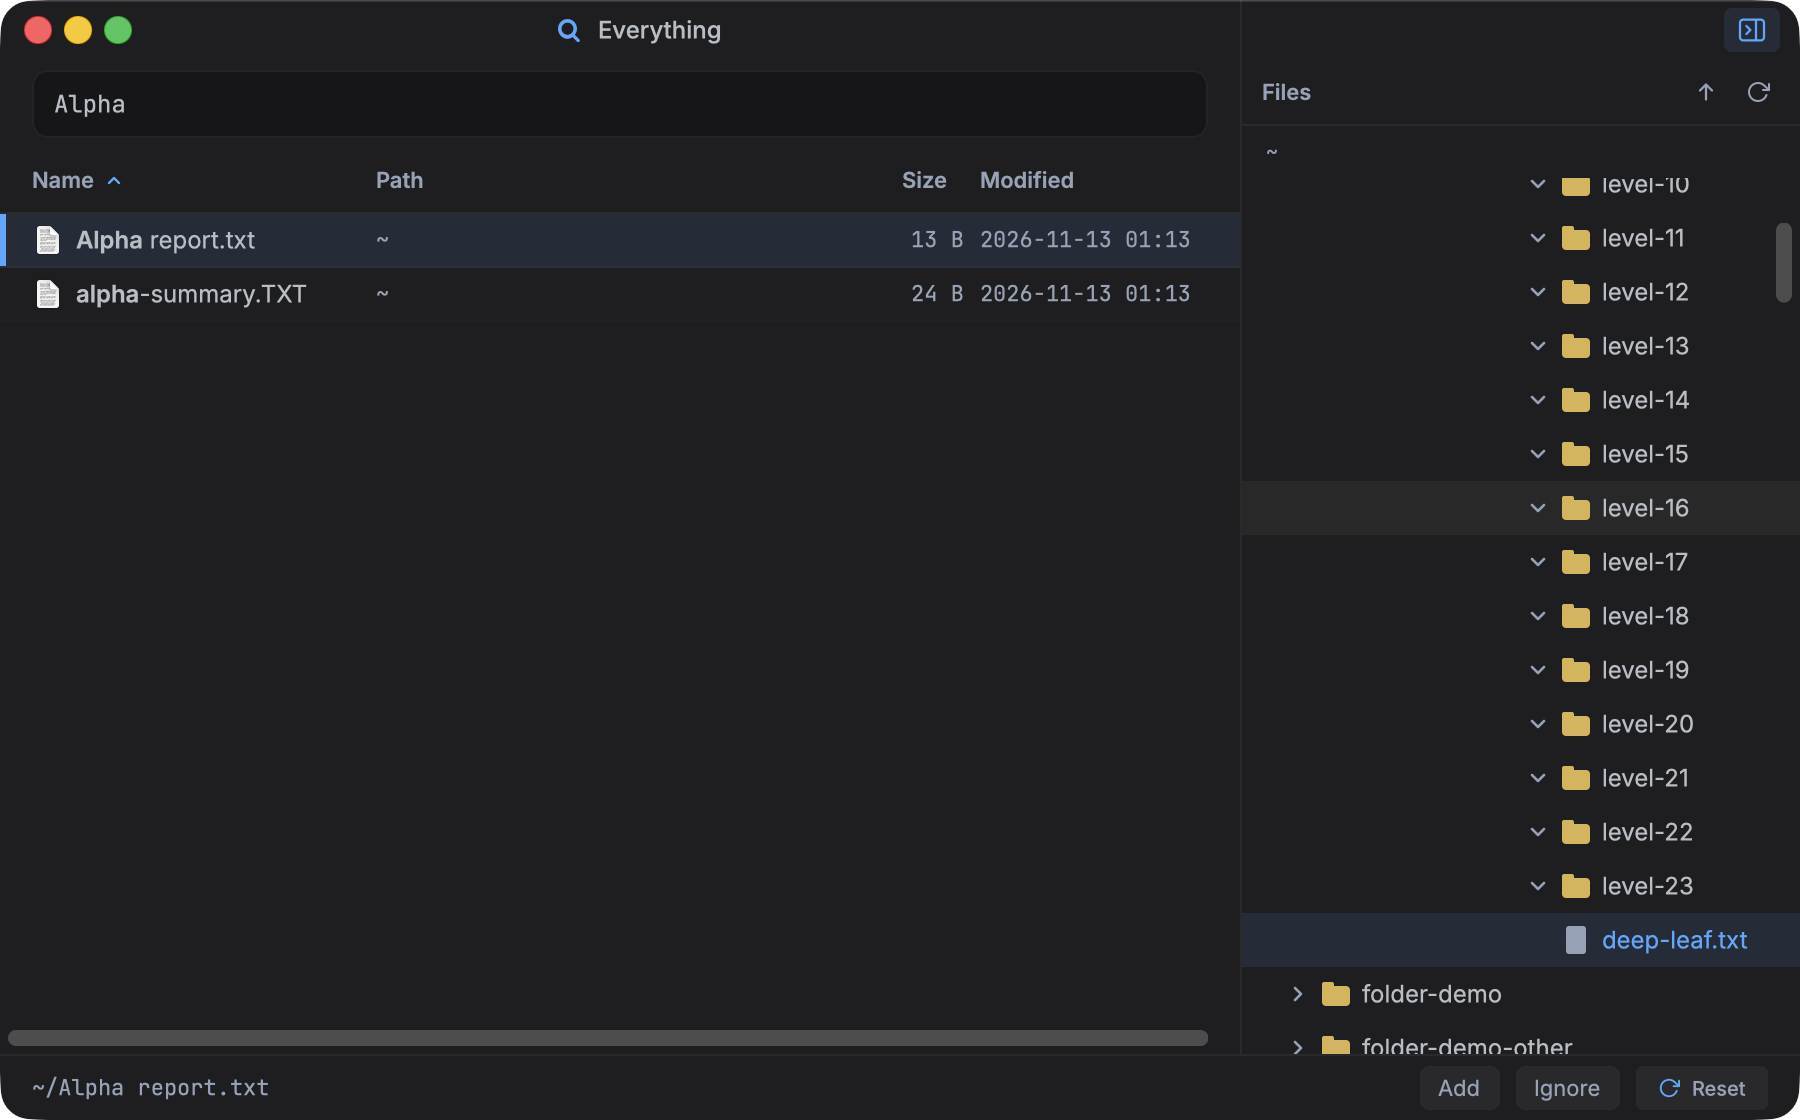 Everything
Alpha
Name Path Size Modified
Alpha report.txt ~ 13 B 2026-11-13 01:13
alpha-summary.TXT ~ 24 B 2026-11-13 01:13
~/Alpha report.txt
Files
~
level-10
level-11
level-12
level-13
level-14
level-15
level-16
level-17
level-18
level-19
level-20
level-21
level-22
level-23
deep-leaf.txt
folder-demo
folder-demo-other
Add Ignore Reset